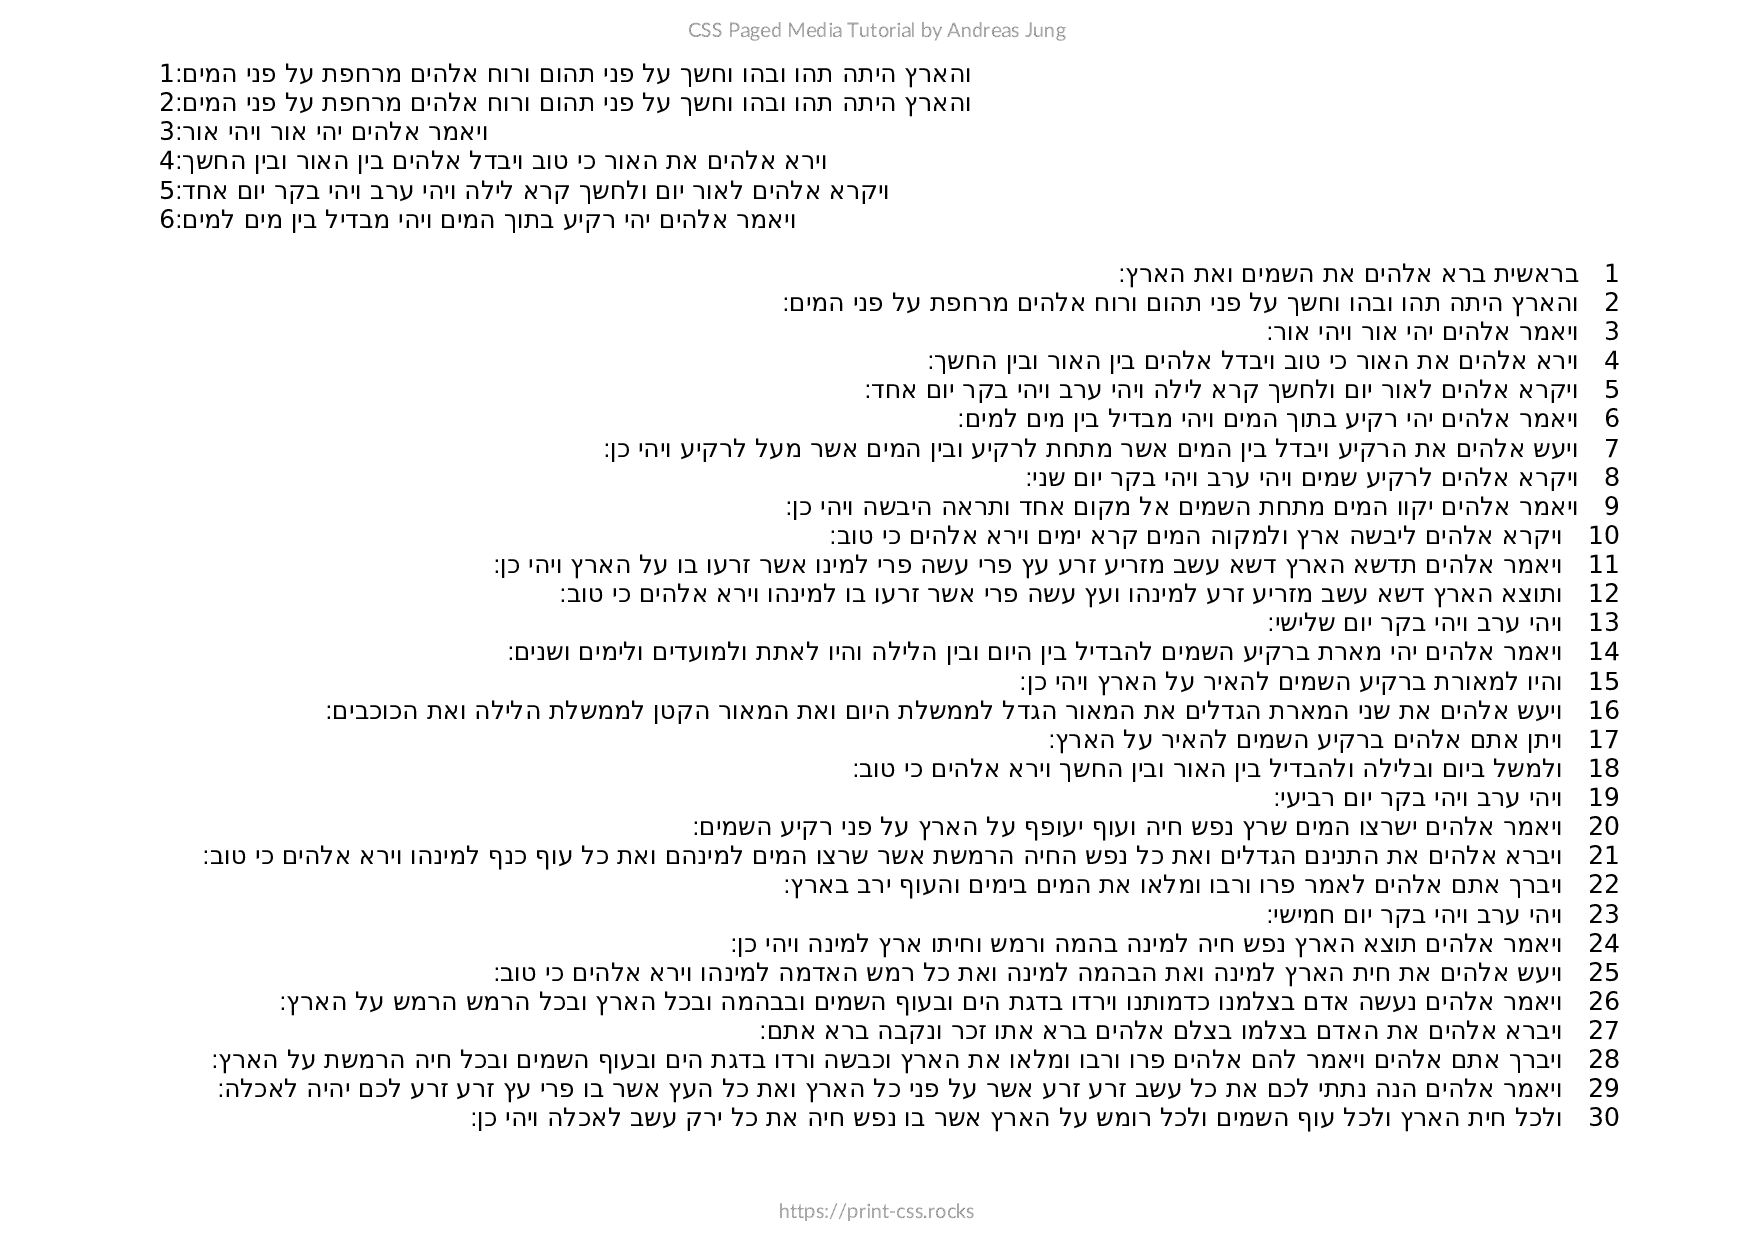 CSS Paged Media Tutorial by Andreas Jung
1:והארץ היתה תהו ובהו וחשך על פני תהום ורוח אלהים מרחפת על פני המים
2:והארץ היתה תהו ובהו וחשך על פני תהום ורוח אלהים מרחפת על פני המים
3:ויאמר אלהים יהי אור ויהי אור
4:וירא אלהים את האור כי טוב ויבדל אלהים בין האור ובין החשך
5:ויקרא אלהים לאור יום ולחשך קרא לילה ויהי ערב ויהי בקר יום אחד
6:ויאמר אלהים יהי רקיע בתוך המים ויהי מבדיל בין מים למים
1 בראשית ברא אלהים את השמים ואת הארץ:
2 והארץ היתה תהו ובהו וחשך על פני תהום ורוח אלהים מרחפת על פני המים:
3 ויאמר אלהים יהי אור ויהי אור:
4 וירא אלהים את האור כי טוב ויבדל אלהים בין האור ובין החשך:
5 ויקרא אלהים לאור יום ולחשך קרא לילה ויהי ערב ויהי בקר יום אחד:
6 ויאמר אלהים יהי רקיע בתוך המים ויהי מבדיל בין מים למים:
7 ויעש אלהים את הרקיע ויבדל בין המים אשר מתחת לרקיע ובין המים אשר מעל לרקיע ויהי כן:
8 ויקרא אלהים לרקיע שמים ויהי ערב ויהי בקר יום שני:
9 ויאמר אלהים יקוו המים מתחת השמים אל מקום אחד ותראה היבשה ויהי כן:
10 ויקרא אלהים ליבשה ארץ ולמקוה המים קרא ימים וירא אלהים כי טוב:
11 ויאמר אלהים תדשא הארץ דשא עשב מזריע זרע עץ פרי עשה פרי למינו אשר זרעו בו על הארץ ויהי כן:
12 ותוצא הארץ דשא עשב מזריע זרע למינהו ועץ עשה פרי אשר זרעו בו למינהו וירא אלהים כי טוב:
13 ויהי ערב ויהי בקר יום שלישי:
14 ויאמר אלהים יהי מארת ברקיע השמים להבדיל בין היום ובין הלילה והיו לאתת ולמועדים ולימים ושנים:
15 והיו למאורת ברקיע השמים להאיר על הארץ ויהי כן:
16 ויעש אלהים את שני המארת הגדלים את המאור הגדל לממשלת היום ואת המאור הקטן לממשלת הלילה ואת הכוכבים:
17 ויתן אתם אלהים ברקיע השמים להאיר על הארץ:
18 ולמשל ביום ובלילה ולהבדיל בין האור ובין החשך וירא אלהים כי טוב:
19 ויהי ערב ויהי בקר יום רביעי:
20 ויאמר אלהים ישרצו המים שרץ נפש חיה ועוף יעופף על הארץ על פני רקיע השמים:
21 ויברא אלהים את התנינם הגדלים ואת כל נפש החיה הרמשת אשר שרצו המים למינהם ואת כל עוף כנף למינהו וירא אלהים כי טוב:
22 ויברך אתם אלהים לאמר פרו ורבו ומלאו את המים בימים והעוף ירב בארץ:
23 ויהי ערב ויהי בקר יום חמישי:
24 ויאמר אלהים תוצא הארץ נפש חיה למינה בהמה ורמש וחיתו ארץ למינה ויהי כן:
25 ויעש אלהים את חית הארץ למינה ואת הבהמה למינה ואת כל רמש האדמה למינהו וירא אלהים כי טוב:
26 ויאמר אלהים נעשה אדם בצלמנו כדמותנו וירדו בדגת הים ובעוף השמים ובבהמה ובכל הארץ ובכל הרמש הרמש על הארץ:
27 ויברא אלהים את האדם בצלמו בצלם אלהים ברא אתו זכר ונקבה ברא אתם:
28 ויברך אתם אלהים ויאמר להם אלהים פרו ורבו ומלאו את הארץ וכבשה ורדו בדגת הים ובעוף השמים ובכל חיה הרמשת על הארץ:
29 ויאמר אלהים הנה נתתי לכם את כל עשב זרע זרע אשר על פני כל הארץ ואת כל העץ אשר בו פרי עץ זרע זרע לכם יהיה לאכלה:
30 ולכל חית הארץ ולכל עוף השמים ולכל רומש על הארץ אשר בו נפש חיה את כל ירק עשב לאכלה ויהי כן:
https://print-css.rocks